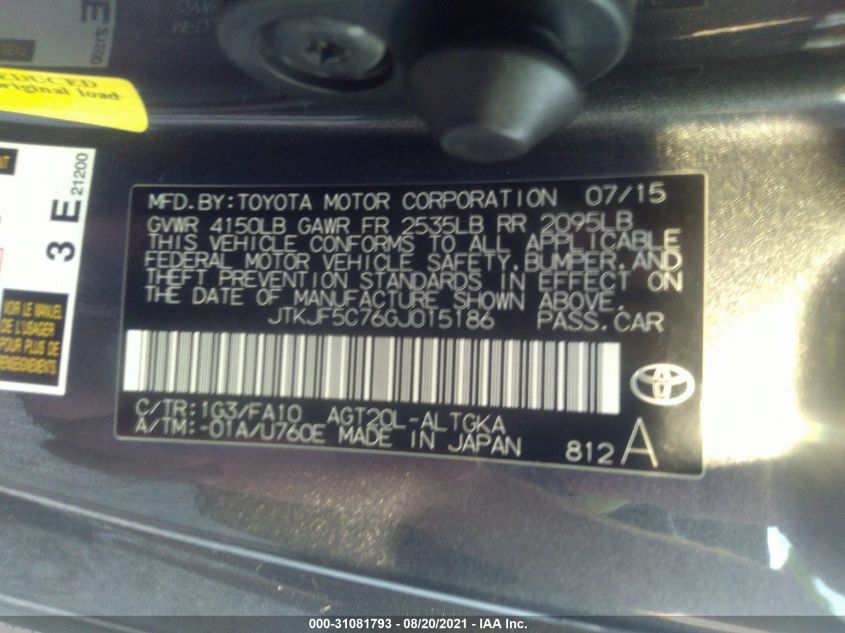 EDUCED
original load
3 E
21200
VOIR LE MANUEL
DE L'USAGER
POUR PLUS DE
RENSEIGNEMENTS
MFD.BY:TOYOTA MOTOR CORPORATION 07/15
GVWR 4150LB GAWR FR 2535LB RR 2095LB
THIS VEHICLE CONFORMS TO ALL APPLICABLE
FEDERAL MOTOR VEHICLE SAFETY,BUMPER,AND
THEFT PREVENTION STANDARDS IN EFFECT ON
THE DATE OF MANUFACTURE SHOWN ABOVE.
JTKJF5C76GJ015186 PASS.CAR
C/TR:1G3/FA10 AGT20L-ALTGKA
A/TM:-01A/U760E MADE IN JAPAN
812 A
000-31081793 - 08/20/2021 - IAA Inc.